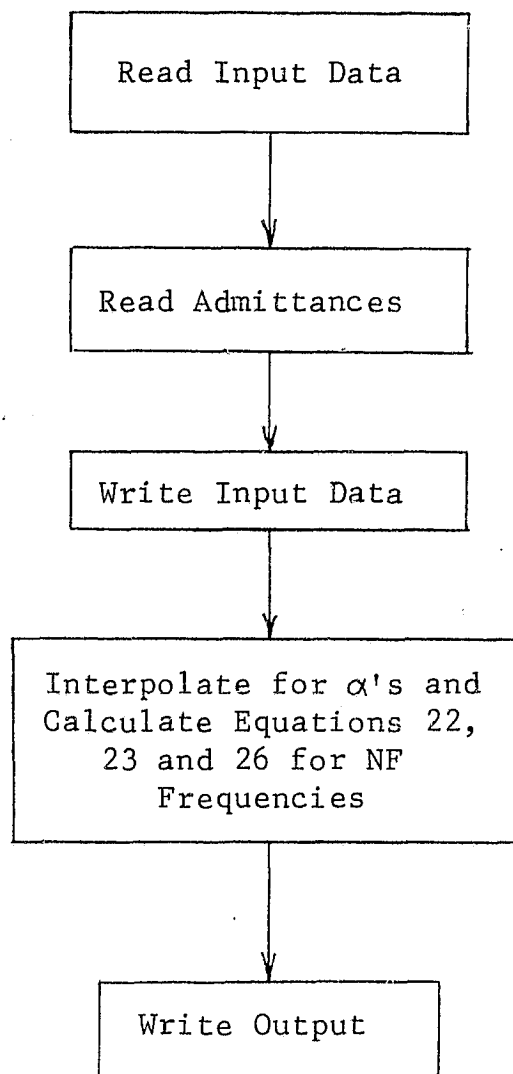 Read Input Data
Read Admittances
Write Input Data
Interpolate for α's and
Calculate Equations 22,
23 and 26 for NF
Frequencies
Write Output